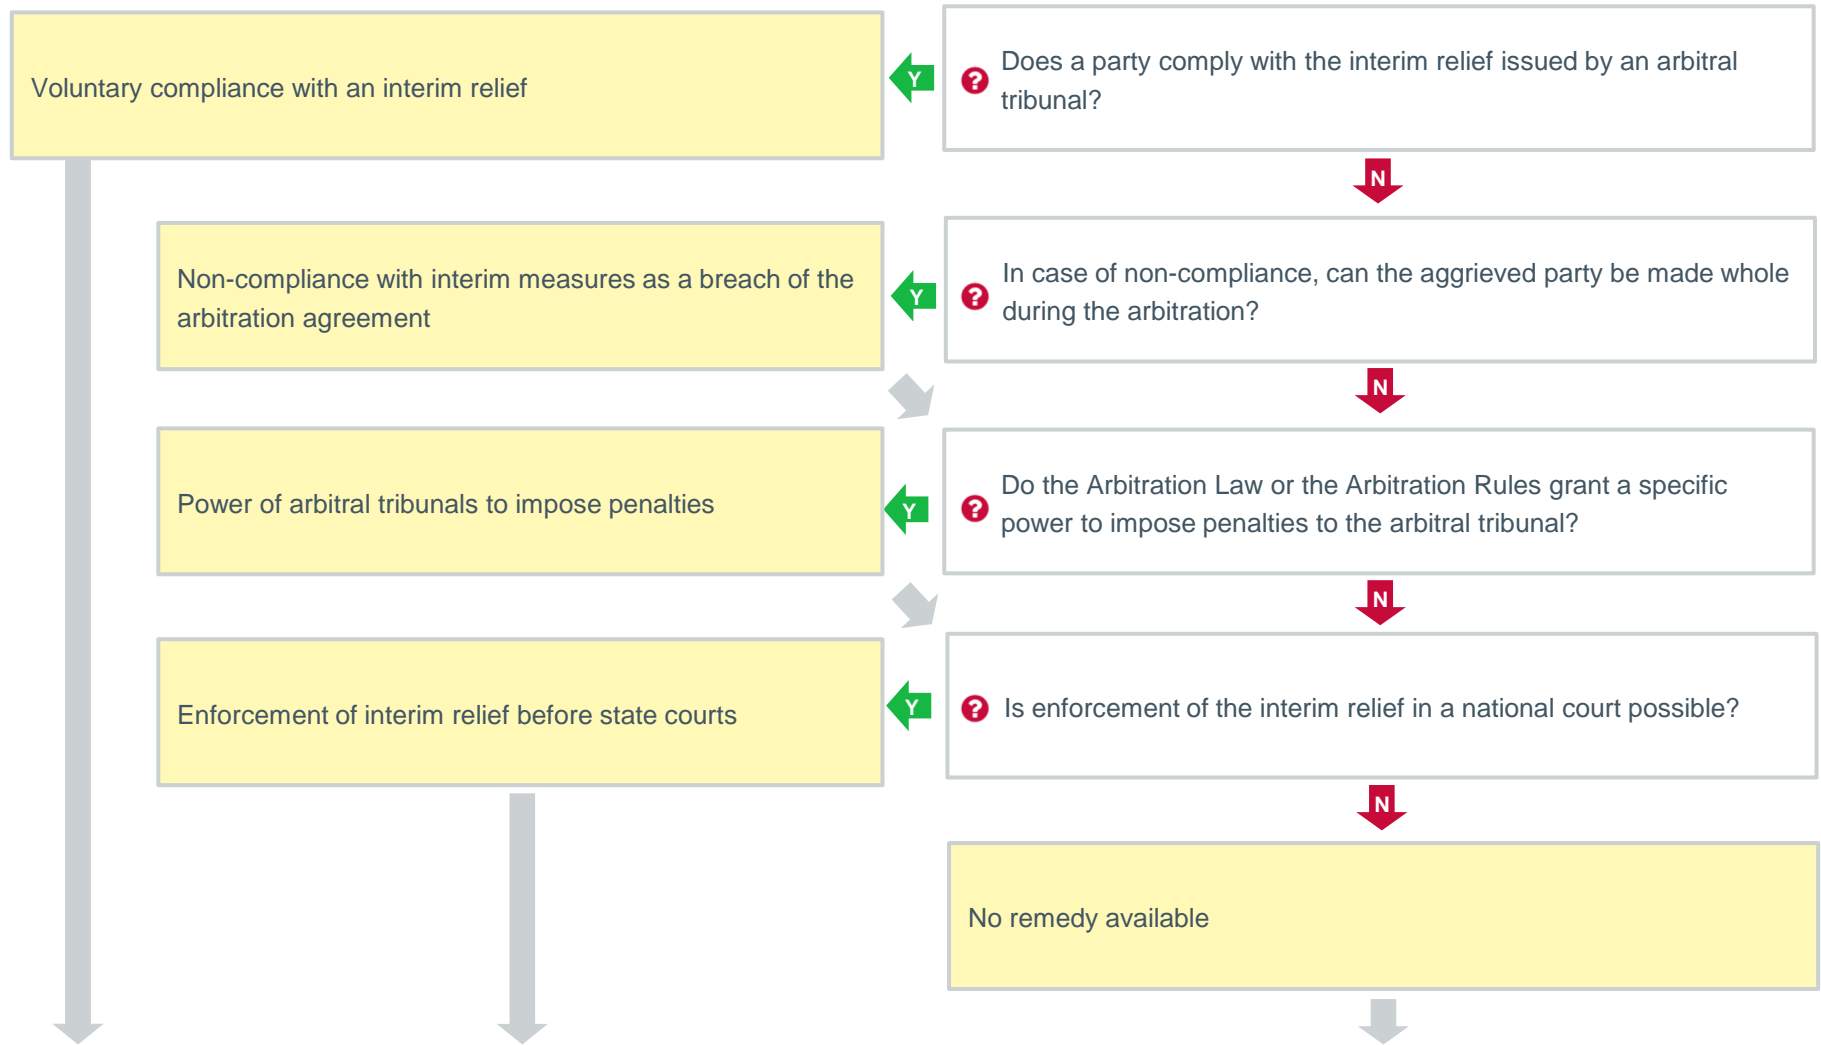 Voluntary compliance with an interim relief
Y
? Does a party comply with the interim relief issued by an arbitral
tribunal?
N
Non-compliance with interim measures as a breach of the
arbitration agreement
Y
? In case of non-compliance, can the aggrieved party be made whole
during the arbitration?
N
Power of arbitral tribunals to impose penalties
Y
? Do the Arbitration Law or the Arbitration Rules grant a specific
power to impose penalties to the arbitral tribunal?
N
Enforcement of interim relief before state courts
Y
? Is enforcement of the interim relief in a national court possible?
N
No remedy available